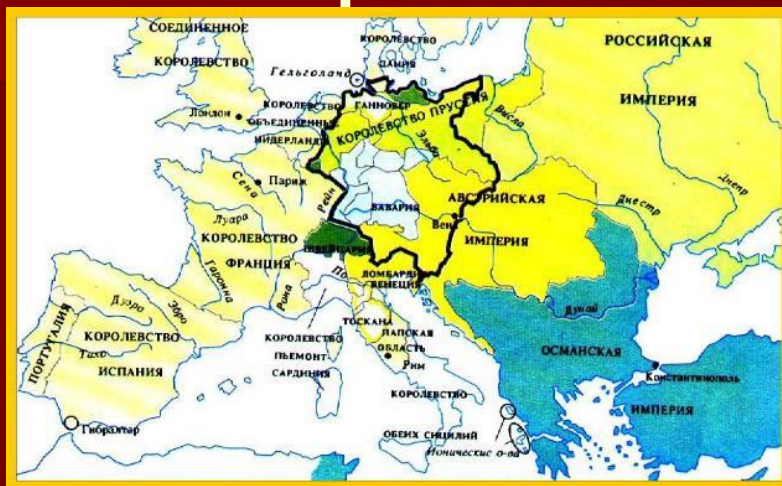 СОЕДИНЕННОЕ
КОРОЛЕВСТВО
Лондон
КОРОЛЕВСТВО
ДАНИЯ
Гельголанд
РОССИЙСКАЯ
ИМПЕРИЯ
КОРОЛЕВСТВО
ОБЪЕДИНЕННЫХ
НИДЕРЛАНДОВ
ГАННОВЕР
КОРОЛЕВСТВО ПРУССИЯ
Эльба
Висла
Днепр
Днестр
Сена
Париж
Рейн
Луара
КОРОЛЕВСТВО
ФРАНЦИЯ
Гаронна
Рона
БАВАРИЯ
Вена
АВСТРИЙСКАЯ
ИМПЕРИЯ
ШВЕЙЦАРИЯ
По
ВЕНЕЦИЯ
ТОСКАНА
ПАПСКАЯ
ОБЛАСТЬ
Рим
КОРОЛЕВСТВО
ПЬЕМОНТ
САРДИНИЯ
КОРОЛЕВСТВО
ОБЕИХ СИЦИЛИЙ
Ионические о-ва
Дунай
ОСМАНСКАЯ
ИМПЕРИЯ
Константинополь
ПОРТУГАЛИЯ
Дуэро
Эбро
Тахо
КОРОЛЕВСТВО
ИСПАНИЯ
Гибралтар